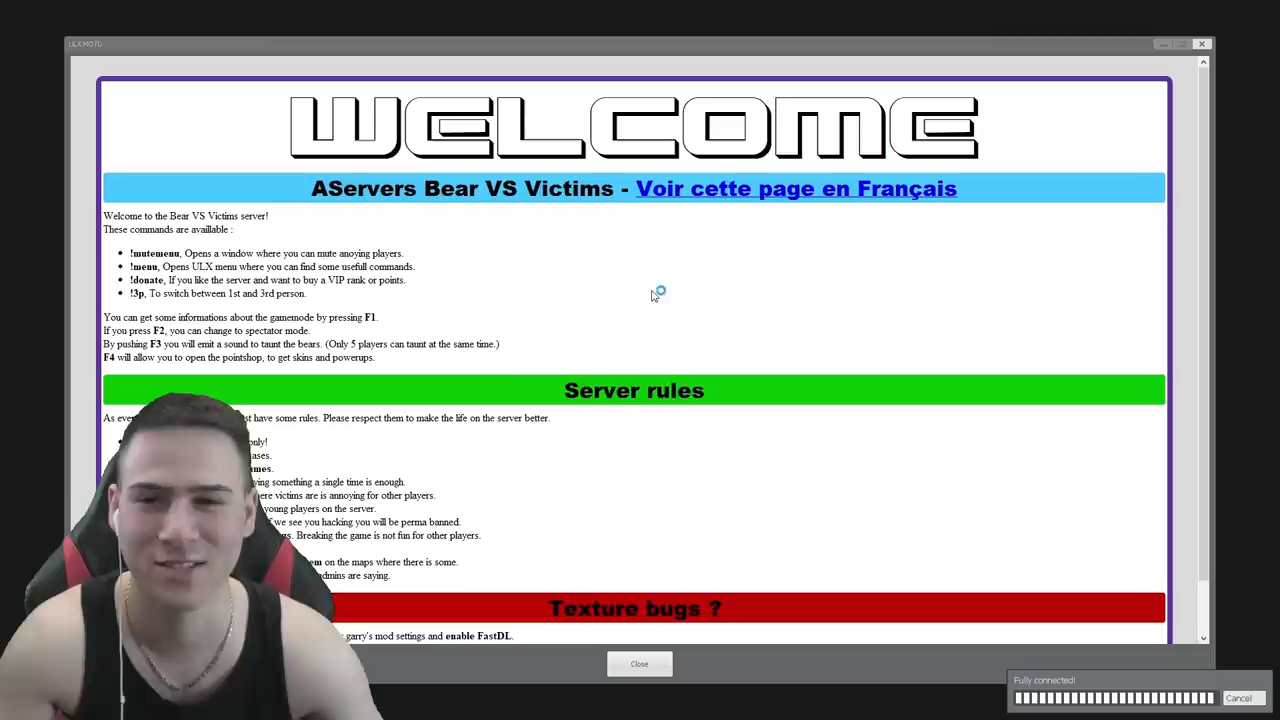 ULX MOTD
WELCOME
AServers Bear VS Victims - Voir cette page en Français
Welcome to the Bear VS Victims server!
These commands are availlable :
!mutemenu, Opens a window where you can mute anoying players.
!menu, Opens ULX menu where you can find some usefull commands.
!donate, If you like the server and want to buy a VIP rank or points.
!3p, To switch between 1st and 3rd person.
You can get some informations about the gamemode by pressing F1.
If you press F2, you can change to spectator mode.
By pushing F3 you will emit a sound to taunt the bears. (Only 5 players can taunt at the same time.)
F4 will allow you to open the pointshop, to get skins and powerups.
Server rules
As have some rules. Please respect them to make the life on the server better.
only!
something a single time is enough.
where victims are is annoying for other players.
young players on the server.
if we see you hacking you will be perma banned.
Breaking the game is not fun for other players.
on the maps where there is some.
admins are saying.
Texture bugs ?
garry's mod settings and enable FastDL.
Close
Fully connected!
Cancel